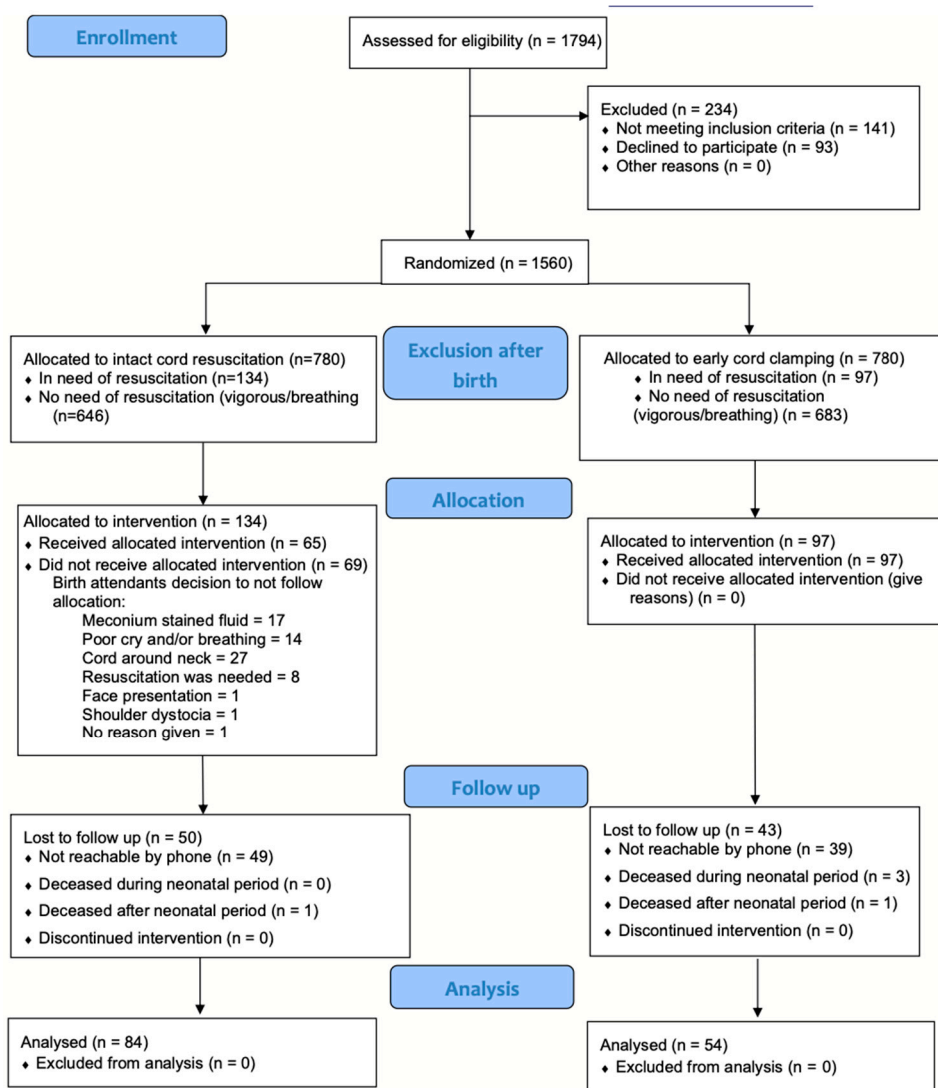 Enrollment
Assessed for eligibility (n = 1794)
Excluded (n = 234)
♦ Not meeting inclusion criteria (n = 141)
♦ Declined to participate (n = 93)
♦ Other reasons (n = 0)
Randomized (n = 1560)
Allocated to intact cord resuscitation (n=780)
♦ In need of resuscitation (n=134)
♦ No need of resuscitation (vigorous/breathing
(n=646)
Exclusion after
birth
Allocated to early cord clamping (n = 780)
♦ In need of resuscitation (n = 97)
♦ No need of resuscitation
(vigorous/breathing) (n = 683)
Allocation
Allocated to intervention (n = 134)
♦ Received allocated intervention (n = 65)
♦ Did not receive allocated intervention (n = 69)
Birth attendants decision to not follow
allocation:
Meconium stained fluid = 17
Poor cry and/or breathing = 14
Cord around neck = 27
Resuscitation was needed = 8
Face presentation = 1
Shoulder dystocia = 1
No reason given = 1
Allocated to intervention (n = 97)
♦ Received allocated intervention (n = 97)
♦ Did not receive allocated intervention (give
reasons) (n = 0)
Follow up
Lost to follow up (n = 50)
♦ Not reachable by phone (n = 49)
♦ Deceased during neonatal period (n = 0)
♦ Deceased after neonatal period (n = 1)
♦ Discontinued intervention (n = 0)
Lost to follow up (n = 43)
♦ Not reachable by phone (n = 39)
♦ Deceased during neonatal period (n = 3)
♦ Deceased after neonatal period (n = 1)
♦ Discontinued intervention (n = 0)
Analysis
Analysed (n = 84)
♦ Excluded from analysis (n = 0)
Analysed (n = 54)
♦ Excluded from analysis (n = 0)